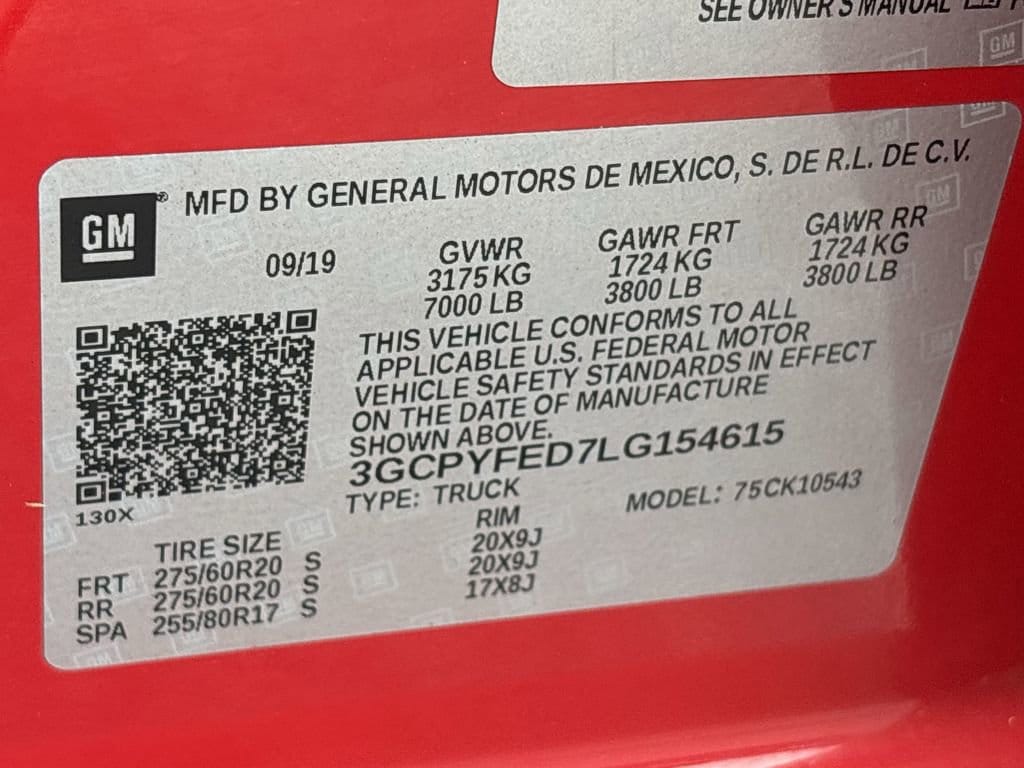 SEE OWNER'S MANUAL
GM
MFD BY GENERAL MOTORS DE MEXICO, S. DE R.L. DE C.V.
09/19
GVWR
3175 KG
7000 LB
GAWR FRT
1724 KG
3800 LB
GAWR RR
1724 KG
3800 LB
THIS VEHICLE CONFORMS TO ALL
APPLICABLE U.S. FEDERAL MOTOR
VEHICLE SAFETY STANDARDS IN EFFECT
ON THE DATE OF MANUFACTURE
SHOWN ABOVE.
3GCPYFED7LG154615
TYPE: TRUCK
MODEL: 75CK10543
130X
TIRE SIZE RIM
FRT 275/60R20 S 20X9J
RR 275/60R20 S 20X9J
SPA 255/80R17 S 17X8J